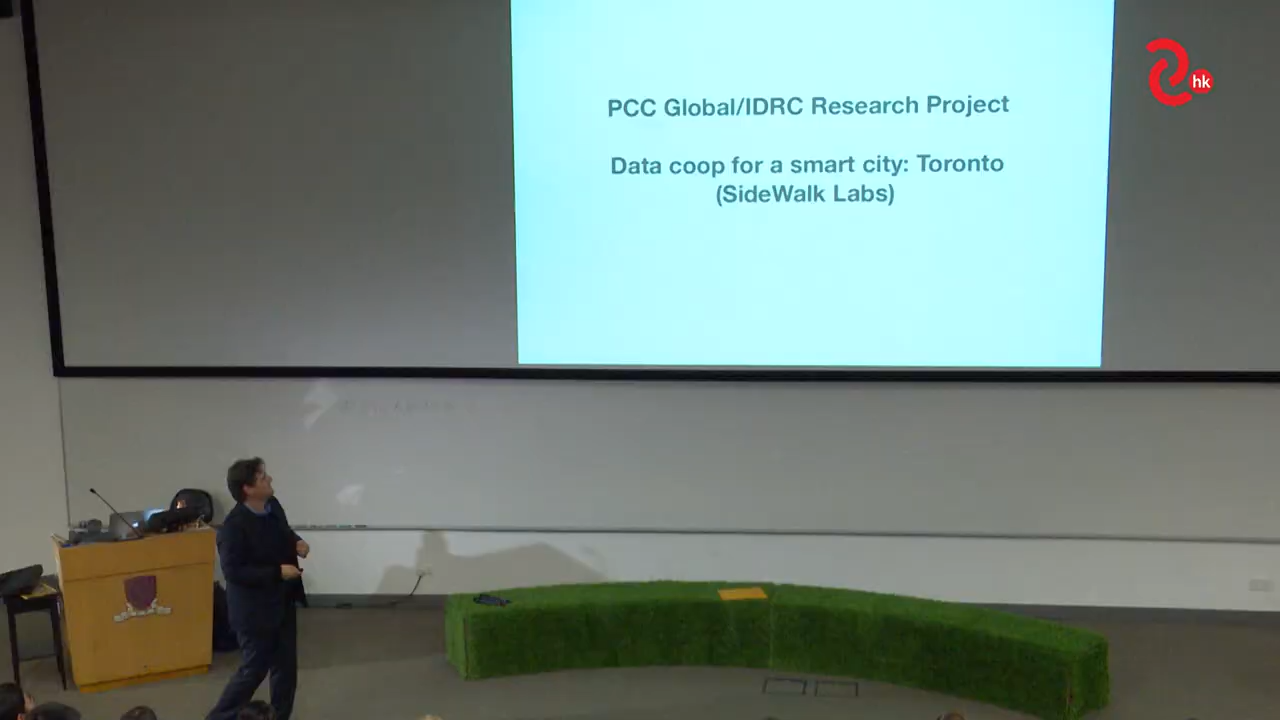 PCC Global/IDRC Research Project
Data coop for a smart city: Toronto
(SideWalk Labs)
hk